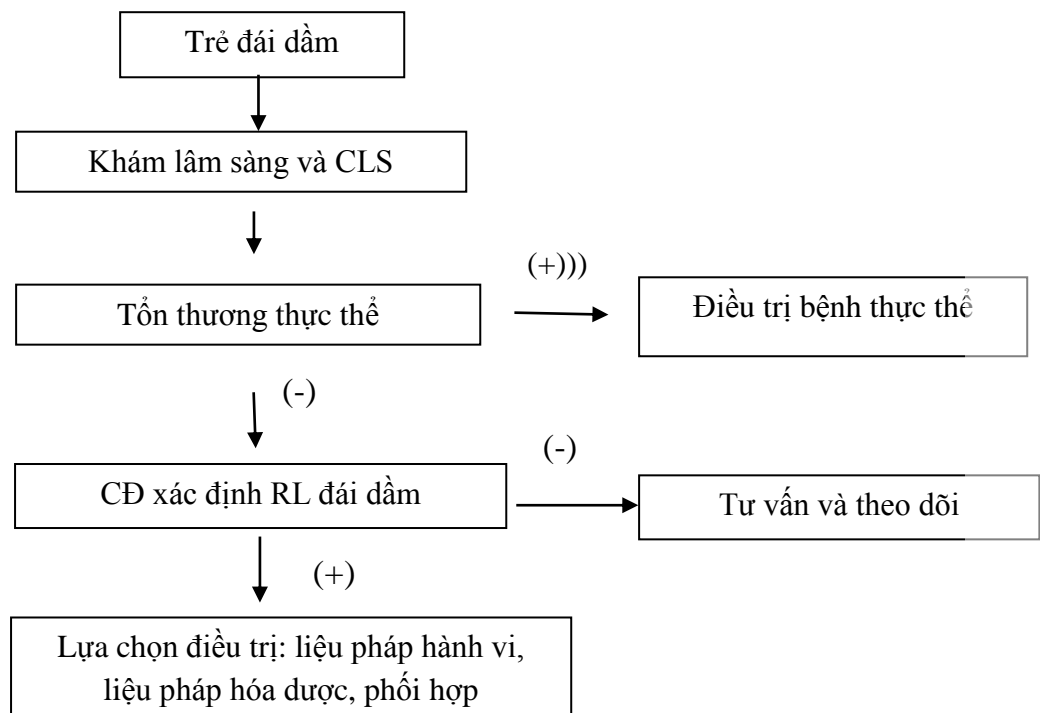 Trẻ đái dầm
Khám lâm sàng và CLS
(+)))
Tổn thương thực thể
Điều trị bệnh thực thể
(-)
(-)
CĐ xác định RL đái dầm
Tư vấn và theo dõi
(+)
Lựa chọn điều trị: liệu pháp hành vi,
liệu pháp hóa dược, phối hợp